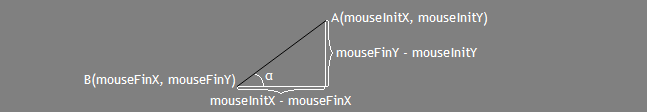 A(mouseInitX, mouseInitY)
mouseFinY - mouseInitY
α
B(mouseFinX, mouseFinY)
mouseInitX - mouseFinX